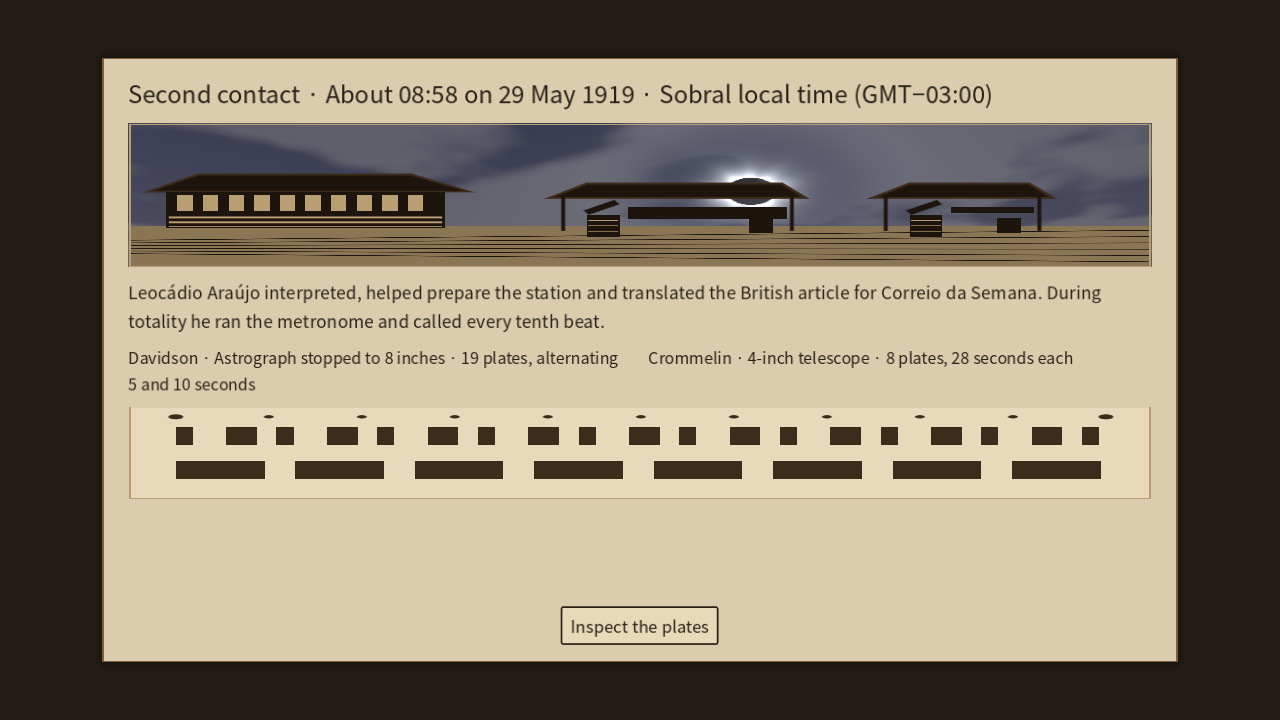 Second contact · About 08:58 on 29 May 1919 · Sobral local time (GMT−03:00)
Leocádio Araújo interpreted, helped prepare the station and translated the British article for Correio da Semana. During
totality he ran the metronome and called every tenth beat.
Davidson · Astrograph stopped to 8 inches · 19 plates, alternating
5 and 10 seconds
Crommelin · 4-inch telescope · 8 plates, 28 seconds each
Inspect the plates